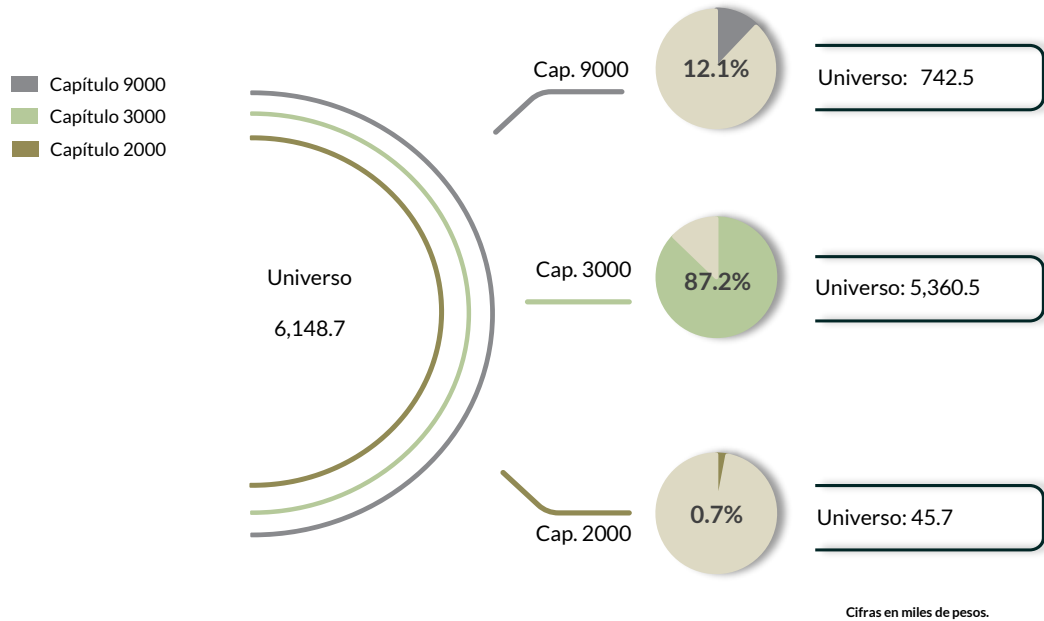 Capítulo 9000
Capítulo 3000
Capítulo 2000
Universo
6,148.7
Cap. 9000
12.1%
Universo: 742.5
Cap. 3000
87.2%
Universo: 5,360.5
Cap. 2000
0.7%
Universo: 45.7
Cifras en miles de pesos.